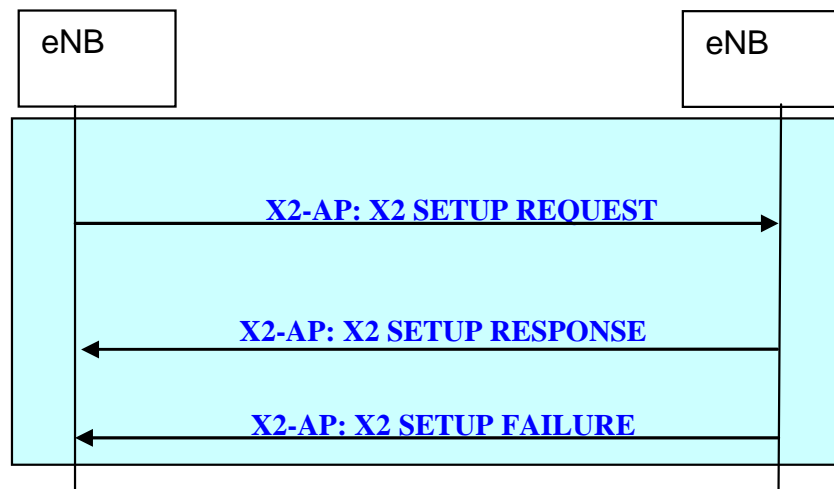 eNB
eNB
X2-AP: X2 SETUP REQUEST
X2-AP: X2 SETUP RESPONSE
X2-AP: X2 SETUP FAILURE